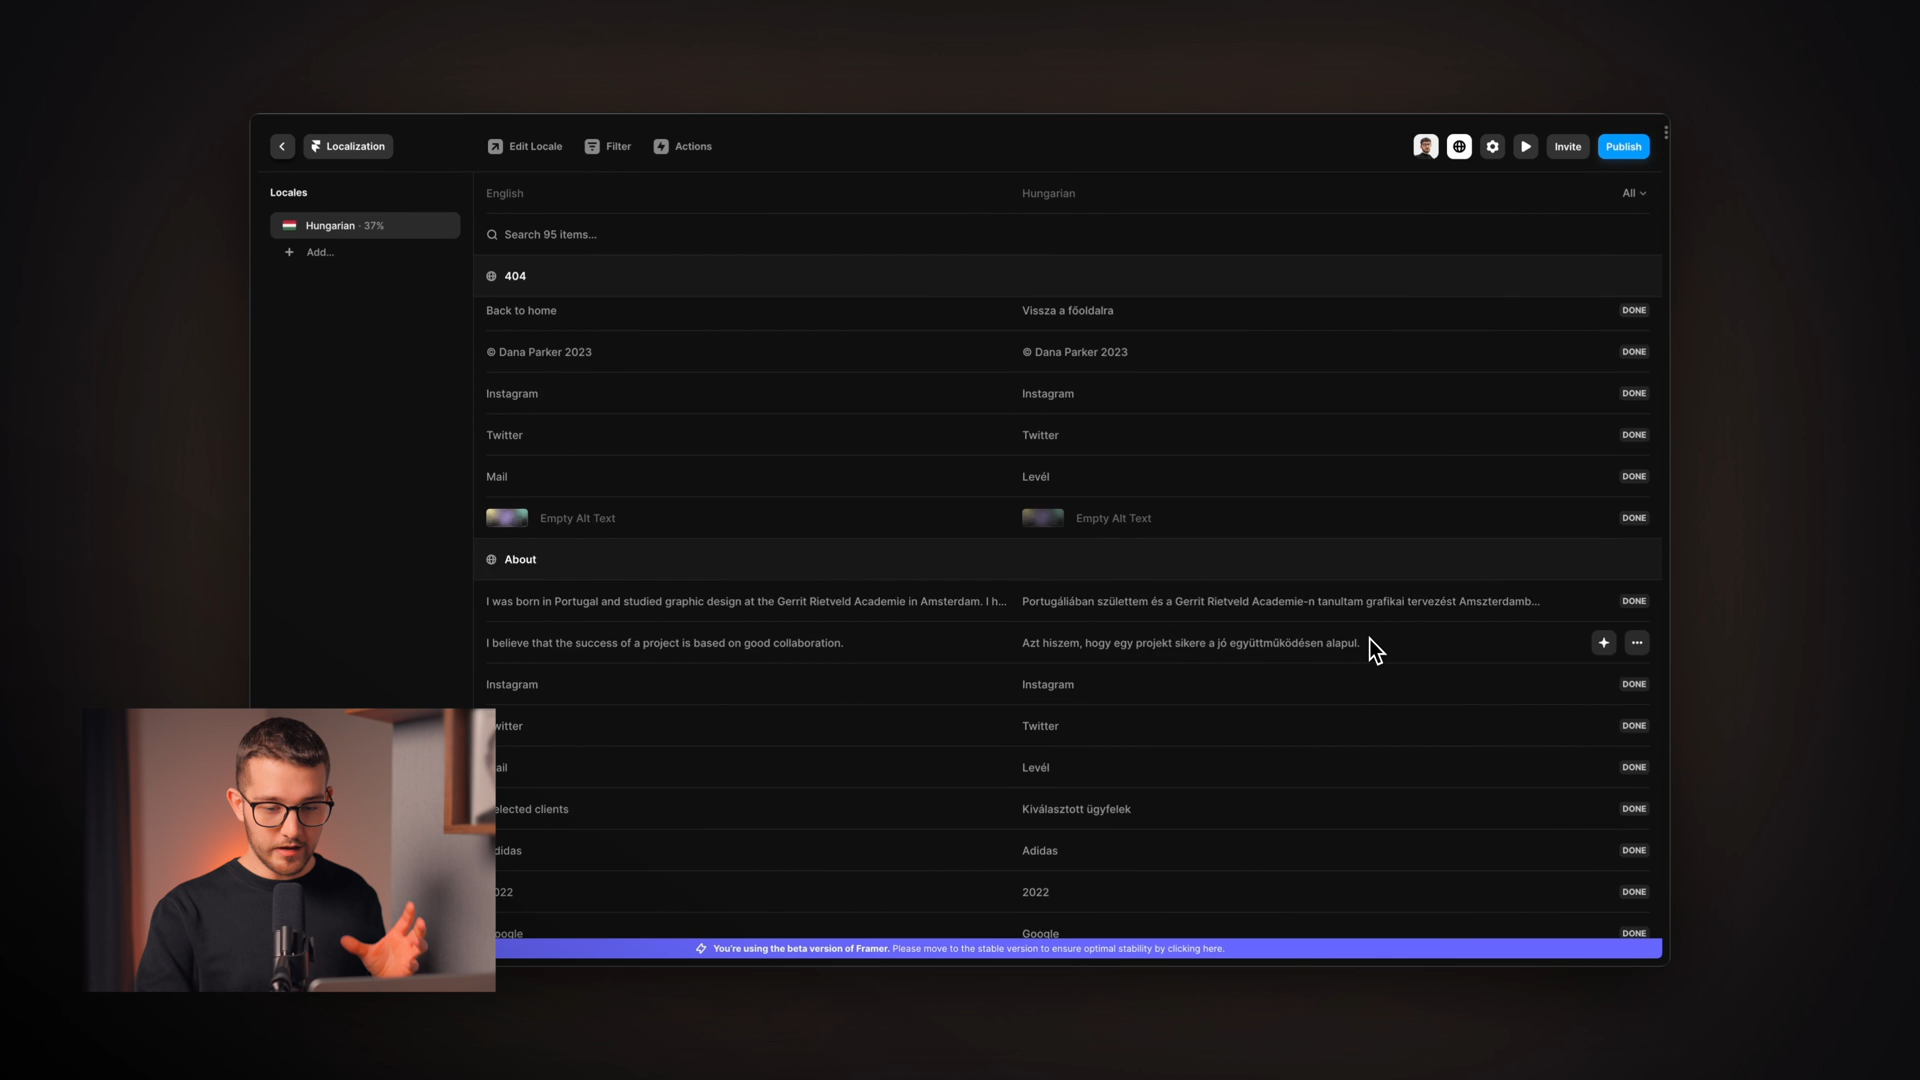 Localization
Edit Locale
Filter
Actions
Invite
Publish
Locales
Hungarian · 37%
Add...
English Hungarian All
Search 95 items...
404
Back to home Vissza a főoldalra DONE
© Dana Parker 2023 © Dana Parker 2023 DONE
Instagram Instagram DONE
Twitter Twitter DONE
Mail Levél DONE
Empty Alt Text Empty Alt Text DONE
About
I was born in Portugal and studied graphic design at the Gerrit Rietveld Academie in Amsterdam. I h... Portugáliában születtem és a Gerrit Rietveld Academie-n tanultam grafikai tervezést Amszterdamb... DONE
I believe that the success of a project is based on good collaboration. Azt hiszem, hogy egy projekt sikere a jó együttműködésen alapul.
Instagram Instagram DONE
witter Twitter DONE
ail Levél DONE
elected clients Kiválasztott ügyfelek DONE
didas Adidas DONE
022 2022 DONE
oogle Google DONE
You're using the beta version of Framer. Please move to the stable version to ensure optimal stability by clicking here.